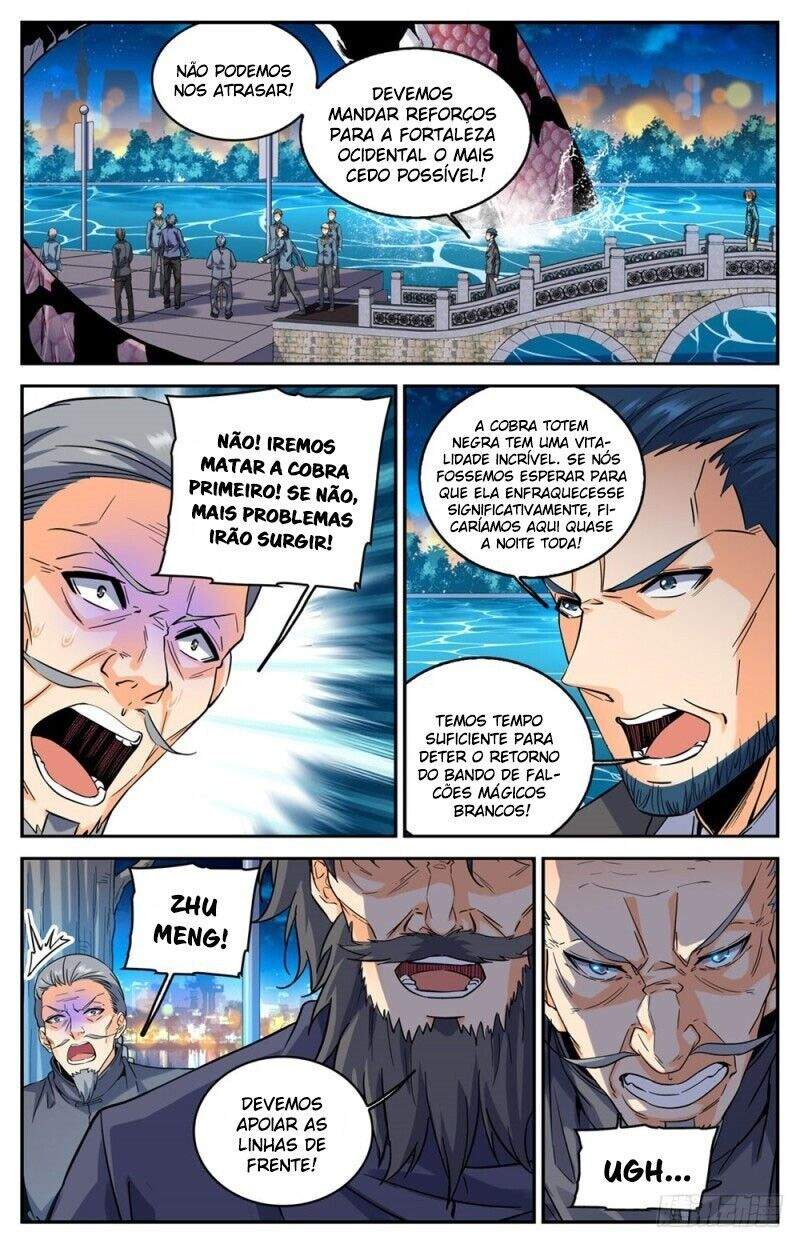 NÃO PODEMOS
NOS ATRASAR!
DEVEMOS
MANDAR REFORÇOS
PARA A FORTALEZA
OCIDENTAL O MAIS
CEDO POSSÍVEL!
NÃO! IREMOS
MATAR A COBRA
PRIMEIRO! SE NÃO,
MAIS PROBLEMAS
IRÃO SURGIR!
A COBRA TOTEM
NEGRA TEM UMA VITA-
LIDADE INCRÍVEL. SE NÓS
FOSSEMOS ESPERAR PARA
QUE ELA ENFRAQUECESSE
SIGNIFICATIVAMENTE, FI-
CARÍAMOS AQUI QUASE
A NOITE TODA!
TEMOS TEMPO
SUFICIENTE PARA
DETER O RETORNO
DO BANDO DE FAL-
CÕES MÁGICOS
BRANCOS!
ZHU
MENG!
DEVEMOS
APOIAR AS
LINHAS DE
FRENTE!
UGH...